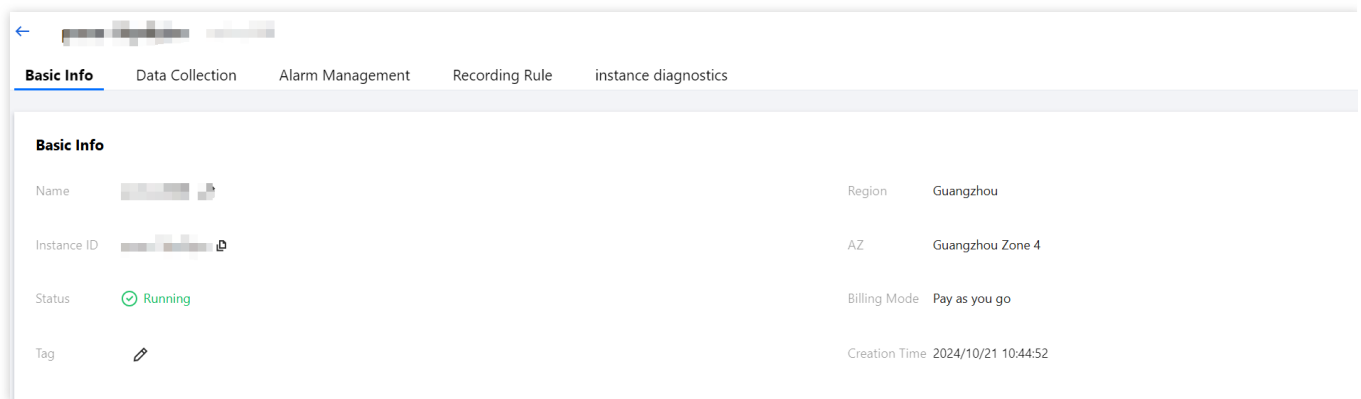 Basic Info Data Collection Alarm Management Recording Rule instance diagnostics
Basic Info
Name
Region Guangzhou
Instance ID
AZ Guangzhou Zone 4
Status Running
Billing Mode Pay as you go
Tag
Creation Time 2024/10/21 10:44:52